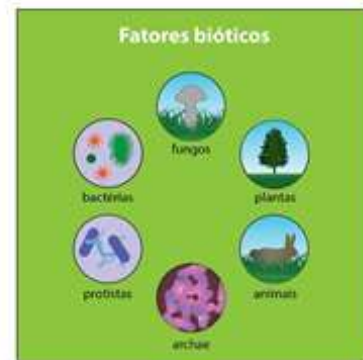 Fatores bióticos
fungos
bactérias
plantas
protistas
animais
archae